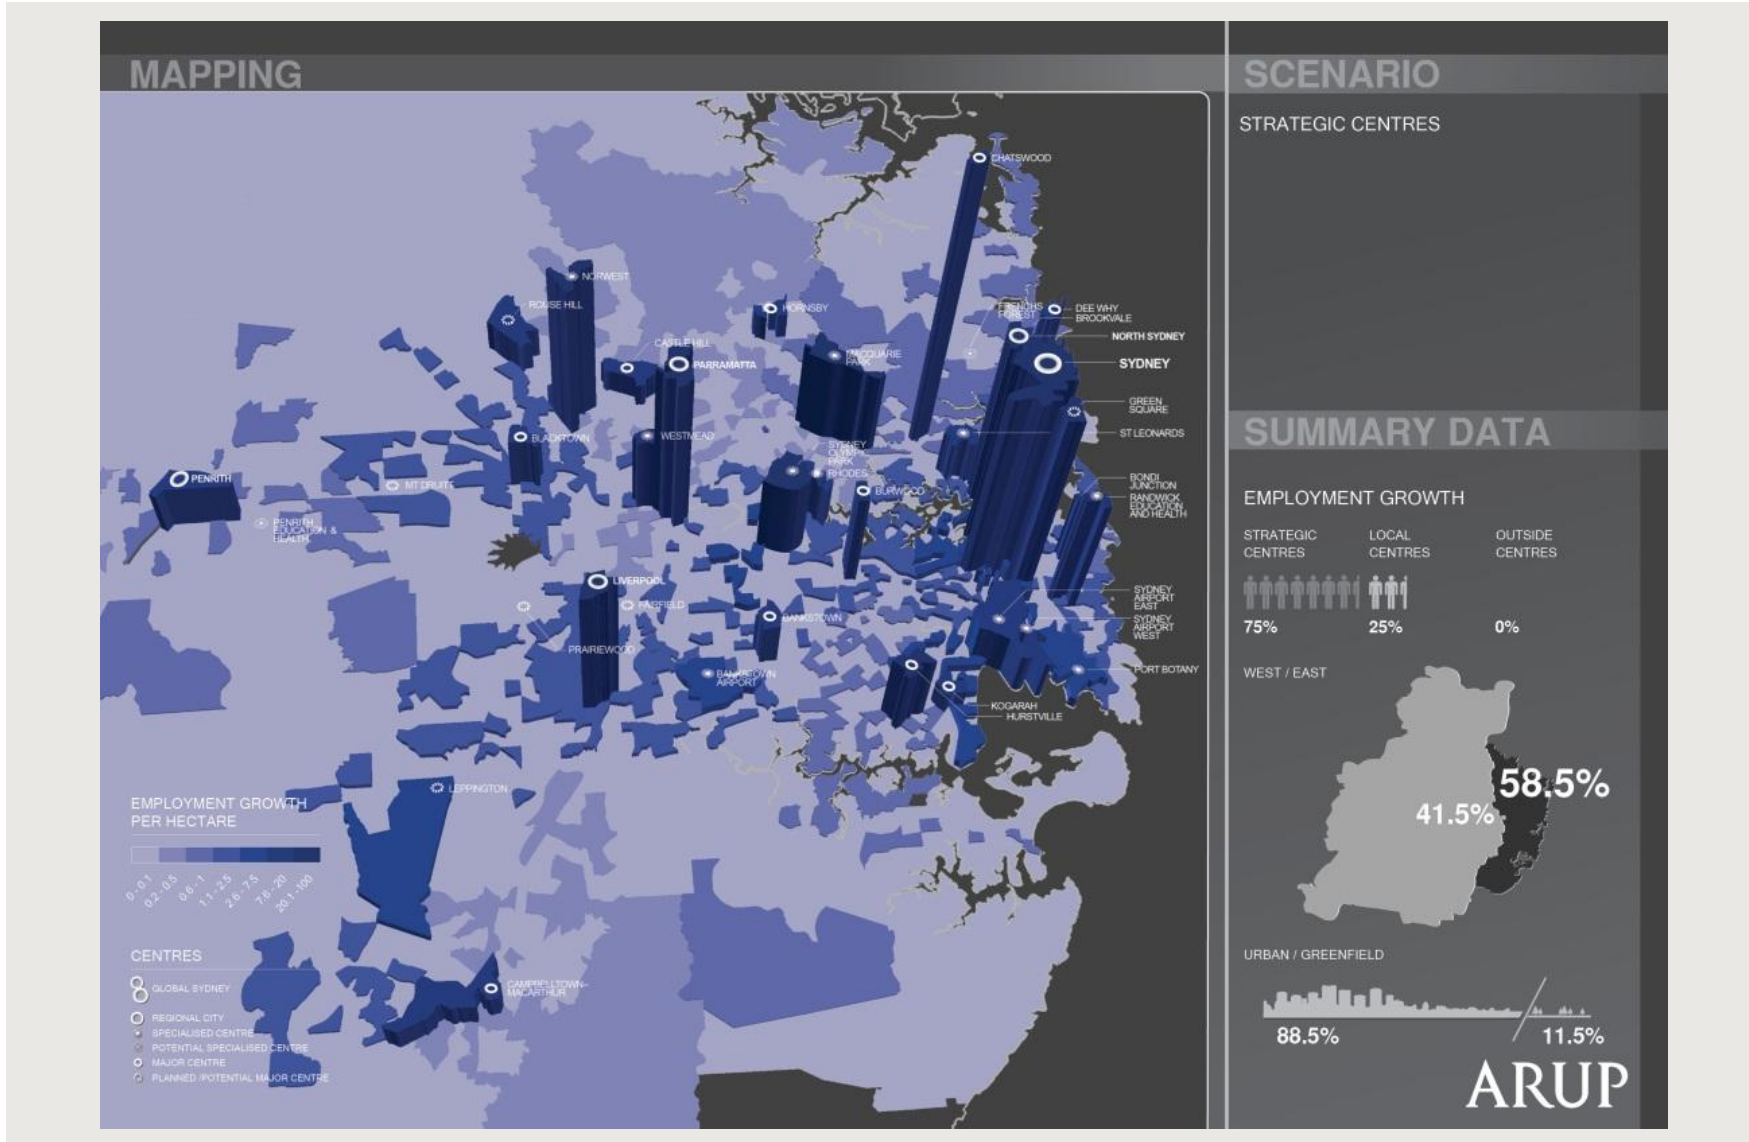 MAPPING
SCENARIO
STRATEGIC CENTRES
CHATSWOOD
NORWEST
ROUSE HILL
HORNSBY
FRENCHS
FOREST
DEE WHY
BROOKVALE
NORTH SYDNEY
CASTLE HILL
PARRAMATTA
MACQUARIE
PARK
SYDNEY
GREEN
SQUARE
ST LEONARDS
BLACKTOWN
WESTMEAD
SYDNEY
OLYMPIC
PARK
RHODES
BURWOOD
PENRITH
MT DRUITT
BONDI
JUNCTION
RANDWICK
EDUCATION
AND HEALTH
PENRITH
EDUCATION &
HEALTH
LIVERPOOL
FAIRFIELD
BANKSTOWN
SYDNEY
AIRPORT
EAST
SYDNEY
AIRPORT
WEST
PRAIRIEWOOD
BANKSTOWN
AIRPORT
PORT BOTANY
KOGARAH
HURSTVILLE
LEPPINGTON
CAMPBELLTOWN-
MACARTHUR
EMPLOYMENT GROWTH
PER HECTARE
0 - 0.1
0.2 - 0.5
0.6 - 1
1.1 - 2.5
2.6 - 7.5
7.6 - 20
20.1 -100
CENTRES
GLOBAL SYDNEY
REGIONAL CITY
SPECIALISED CENTRE
POTENTIAL SPECIALISED CENTRE
MAJOR CENTRE
PLANNED /POTENTIAL MAJOR CENTRE
SUMMARY DATA
EMPLOYMENT GROWTH
STRATEGIC
CENTRES
LOCAL
CENTRES
OUTSIDE
CENTRES
75%
25%
0%
WEST / EAST
58.5%
41.5%
URBAN / GREENFIELD
88.5%
11.5%
ARUP